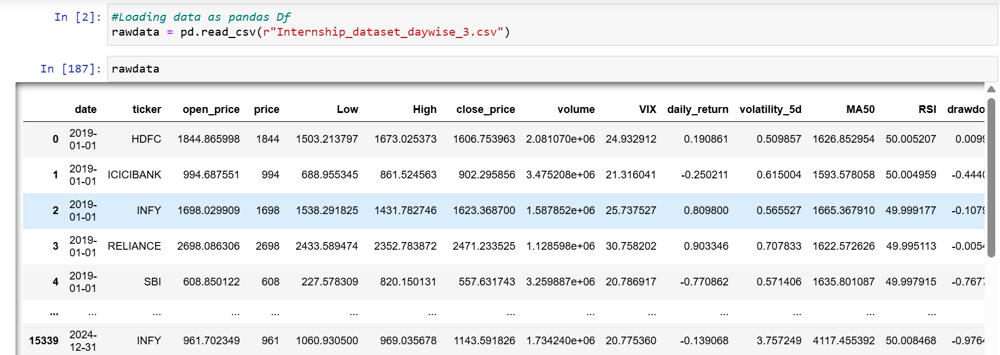 In [2]: #Loading data as pandas Df
rawdata = pd.read_csv(r"Internship_dataset_daywise_3.csv")
In [187]: rawdata
date ticker open_price price Low High close_price volume VIX daily_return volatility_5d MA50 RSI drawdo
0 2019-01-01 HDFC 1844.865998 1844 1503.213797 1673.025373 1606.753963 2.081070e+06 24.932912 0.190861 0.509857 1626.852954 50.005207 0.009
1 2019-01-01 ICICIBANK 994.687551 994 688.955345 861.524563 902.295856 3.475208e+06 21.316041 -0.250211 0.615004 1593.578058 50.004959 -0.444
2 2019-01-01 INFY 1698.029909 1698 1538.291825 1431.782746 1623.368700 1.587852e+06 25.737527 0.809800 0.565527 1665.367910 49.999177 -0.107
3 2019-01-01 RELIANCE 2698.086306 2698 2433.589474 2352.783872 2471.233525 1.128598e+06 30.758202 0.903346 0.707833 1622.572626 49.995113 -0.005
4 2019-01-01 SBI 608.850122 608 227.578309 820.150131 557.631743 3.259887e+06 20.786917 -0.770862 0.571406 1635.801087 49.997915 -0.767
... ... ... ... ... ... ... ... ... ... ... ... ... ...
15339 2024-12-31 INFY 961.702349 961 1060.930500 969.035678 1143.591826 1.734240e+06 20.775360 -0.139068 3.757249 4117.455392 50.008468 -0.976